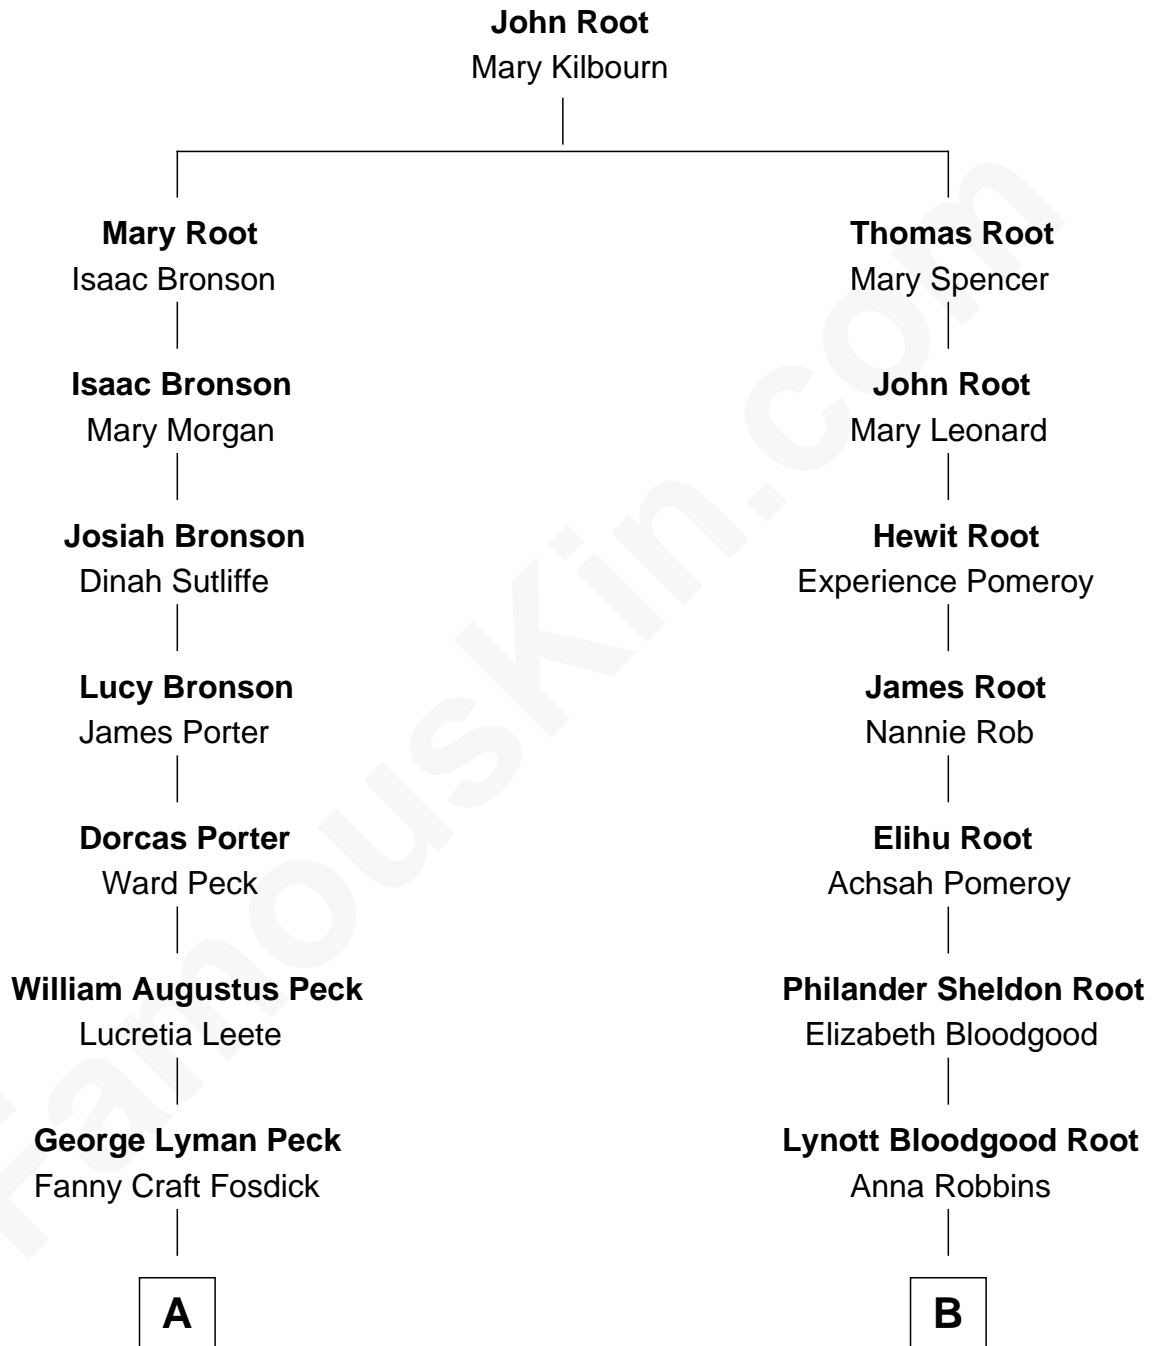 John Root
Mary Kilbourn
Mary Root
Isaac Bronson
Thomas Root
Mary Spencer
Isaac Bronson
Mary Morgan
John Root
Mary Leonard
Josiah Bronson
Dinah Sutliffe
Hewit Root
Experience Pomeroy
Lucy Bronson
James Porter
James Root
Nannie Rob
Dorcas Porter
Ward Peck
Elihu Root
Achsah Pomeroy
William Augustus Peck
Lucretia Leete
Philander Sheldon Root
Elizabeth Bloodgood
George Lyman Peck
Fanny Craft Fosdick
Lynott Bloodgood Root
Anna Robbins
A
B
FamousKin.com